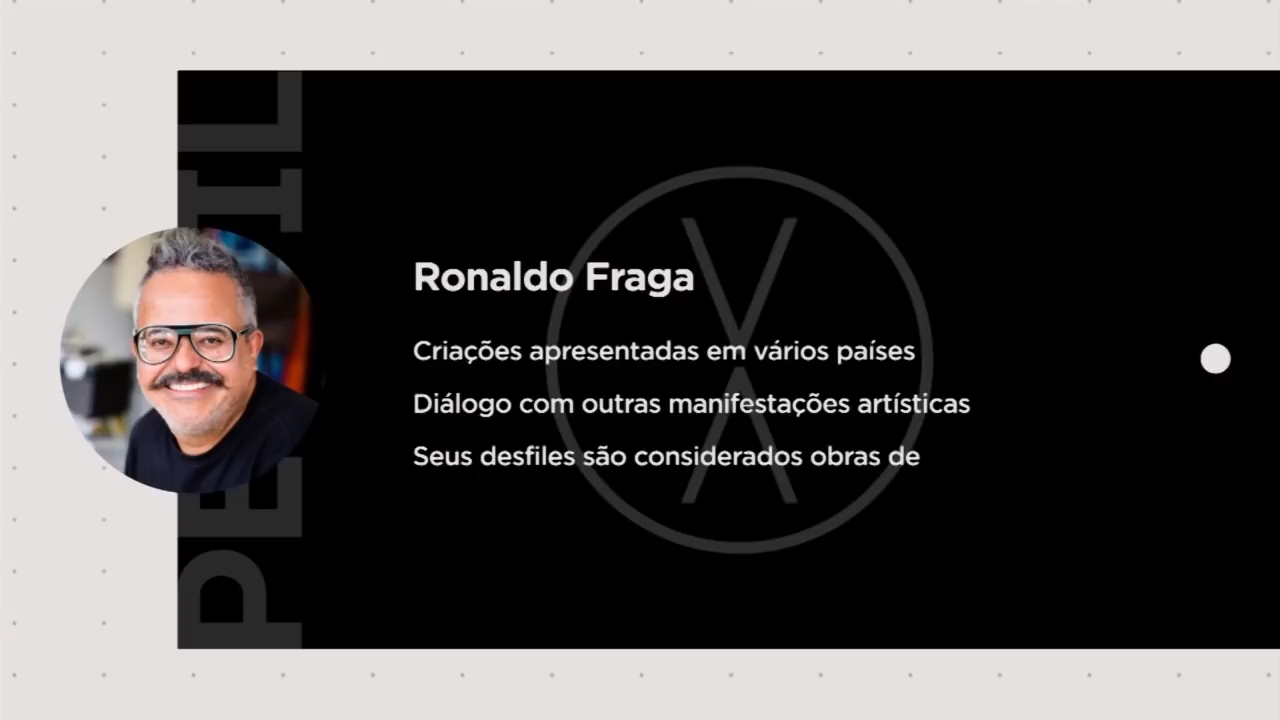 PERFIL
Ronaldo Fraga
Criações apresentadas em vários países
Diálogo com outras manifestações artísticas
Seus desfiles são considerados obras de